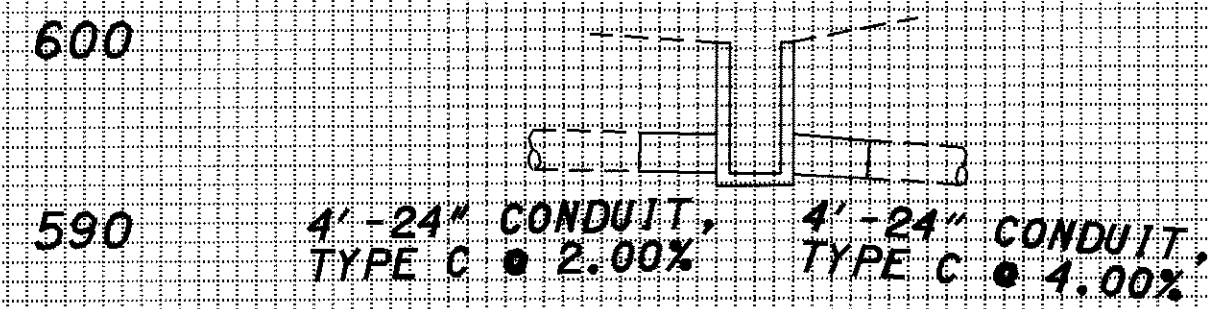 600
590
4'-24" CONDUIT,
TYPE C @ 2.00%
4'-24" CONDUIT,
TYPE C @ 4.00%